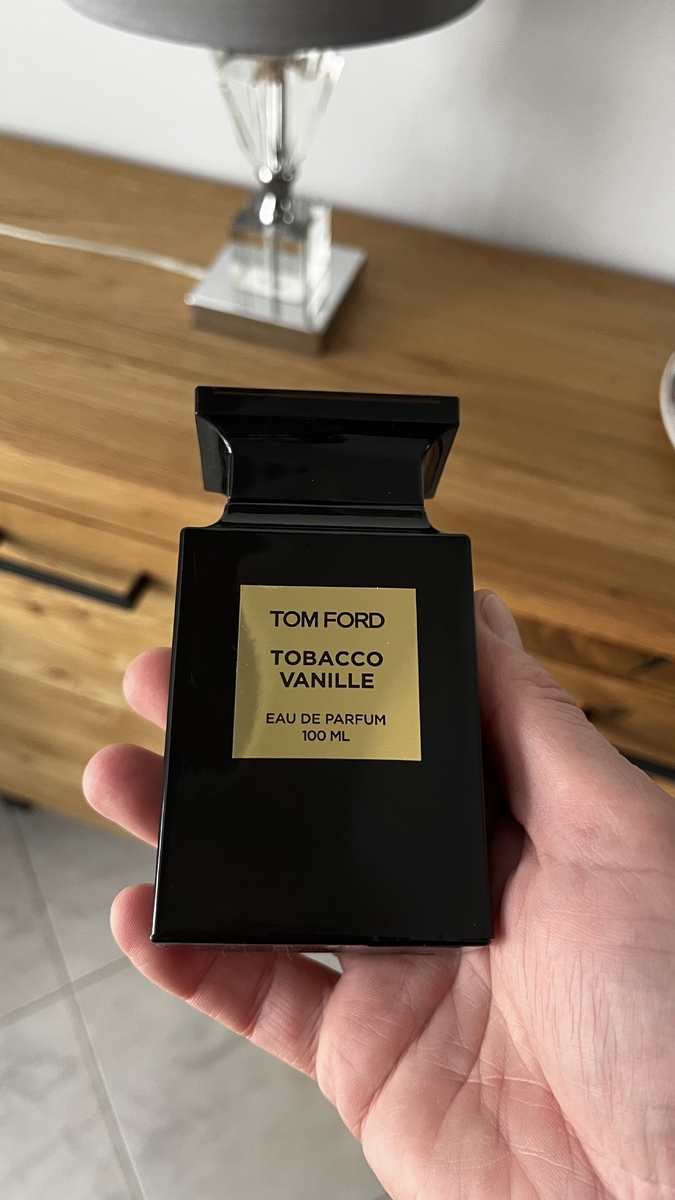 TOM FORD
TOBACCO
VANILLE
EAU DE PARFUM
100 ML